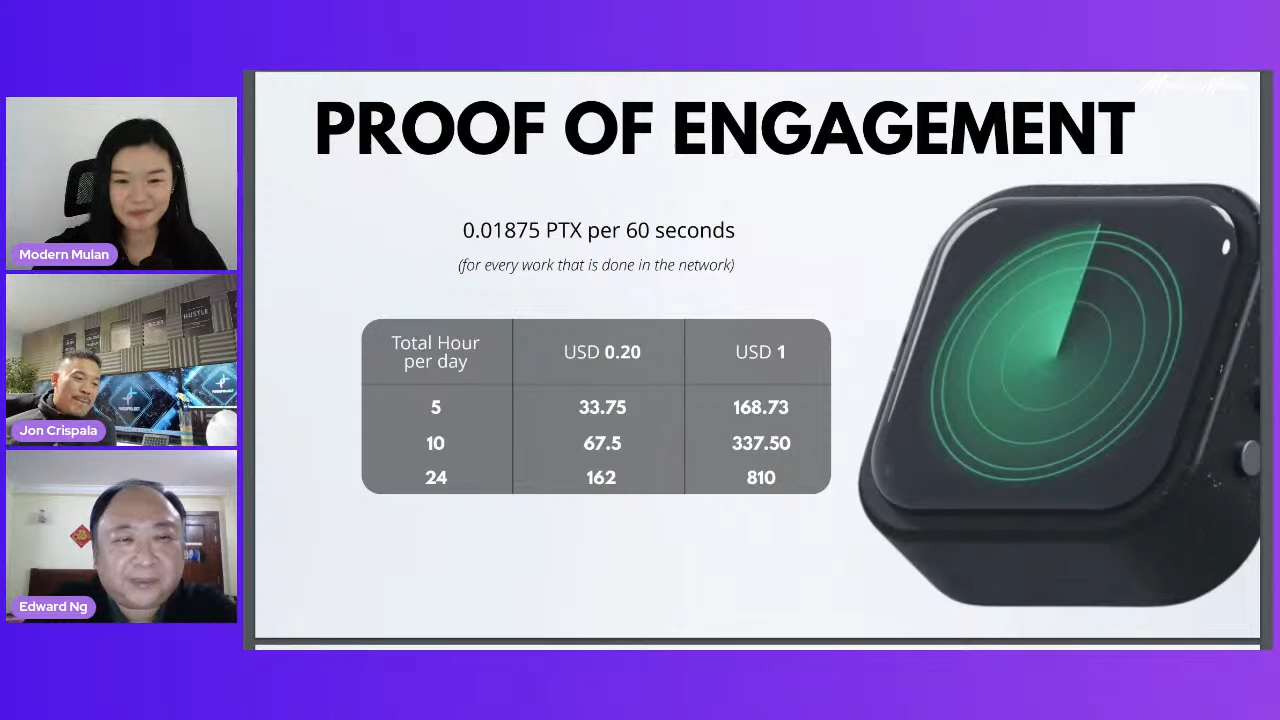 PROOF OF ENGAGEMENT
0.01875 PTX per 60 seconds
(for every work that is done in the network)
Total Hour
per day
USD 0.20
USD 1
5
33.75
168.73
10
67.5
337.50
24
162
810
Modern Mulan
HUSTLE
Jon Crispala
Edward Ng